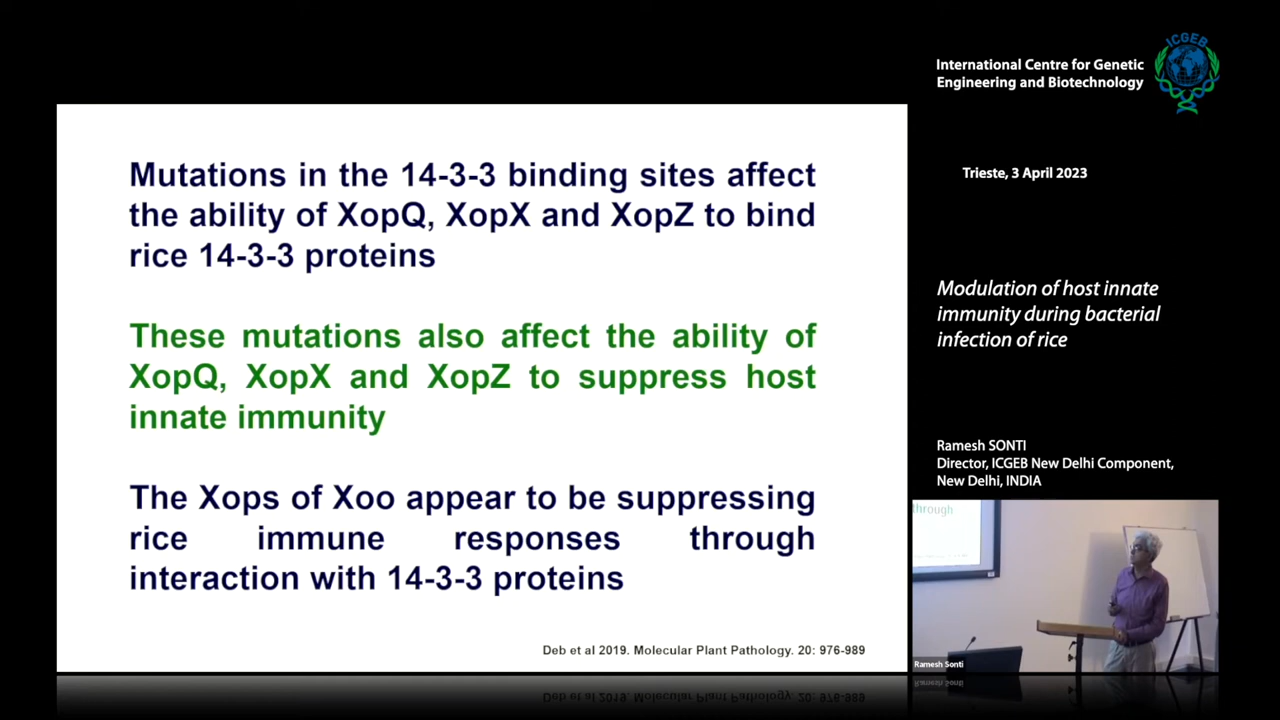 ICGEB
International Centre for Genetic
Engineering and Biotechnology
Trieste, 3 April 2023
Mutations in the 14-3-3 binding sites affect
the ability of XopQ, XopX and XopZ to bind
rice 14-3-3 proteins
These mutations also affect the ability of
XopQ, XopX and XopZ to suppress host
innate immunity
The Xops of Xoo appear to be suppressing
rice immune responses through
interaction with 14-3-3 proteins
Deb et al 2019. Molecular Plant Pathology. 20: 976-989
Modulation of host innate
immunity during bacterial
infection of rice
Ramesh SONTI
Director, ICGEB New Delhi Component,
New Delhi, INDIA
through
Ramesh Sonti